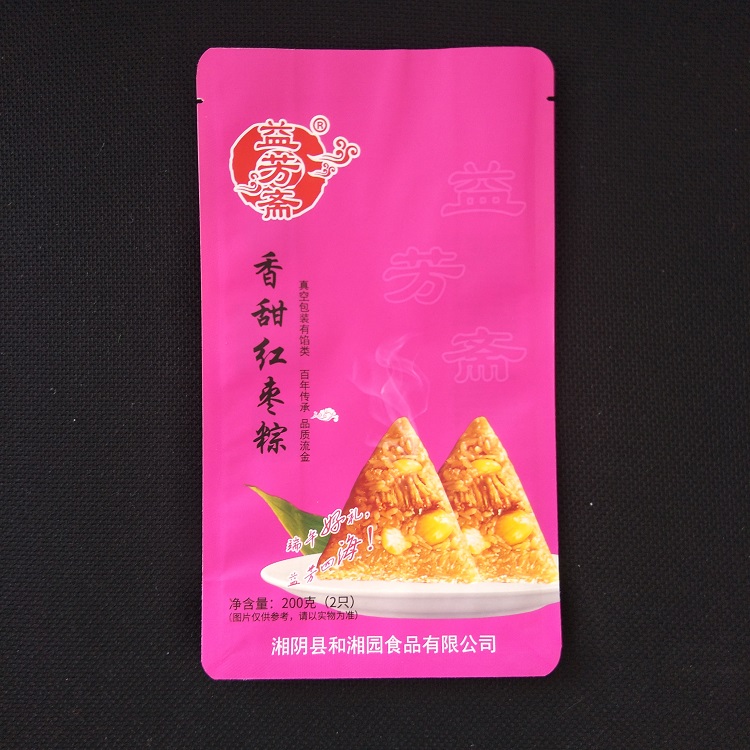 益芳斋®
益芳斋
香甜红枣粽
真空包装有馅类 百年传承 品质流金
端午好礼，
益芳四海！
净含量：200克（2只）
（图片仅供参考，请以实物为准）
湘阴县和湘园食品有限公司